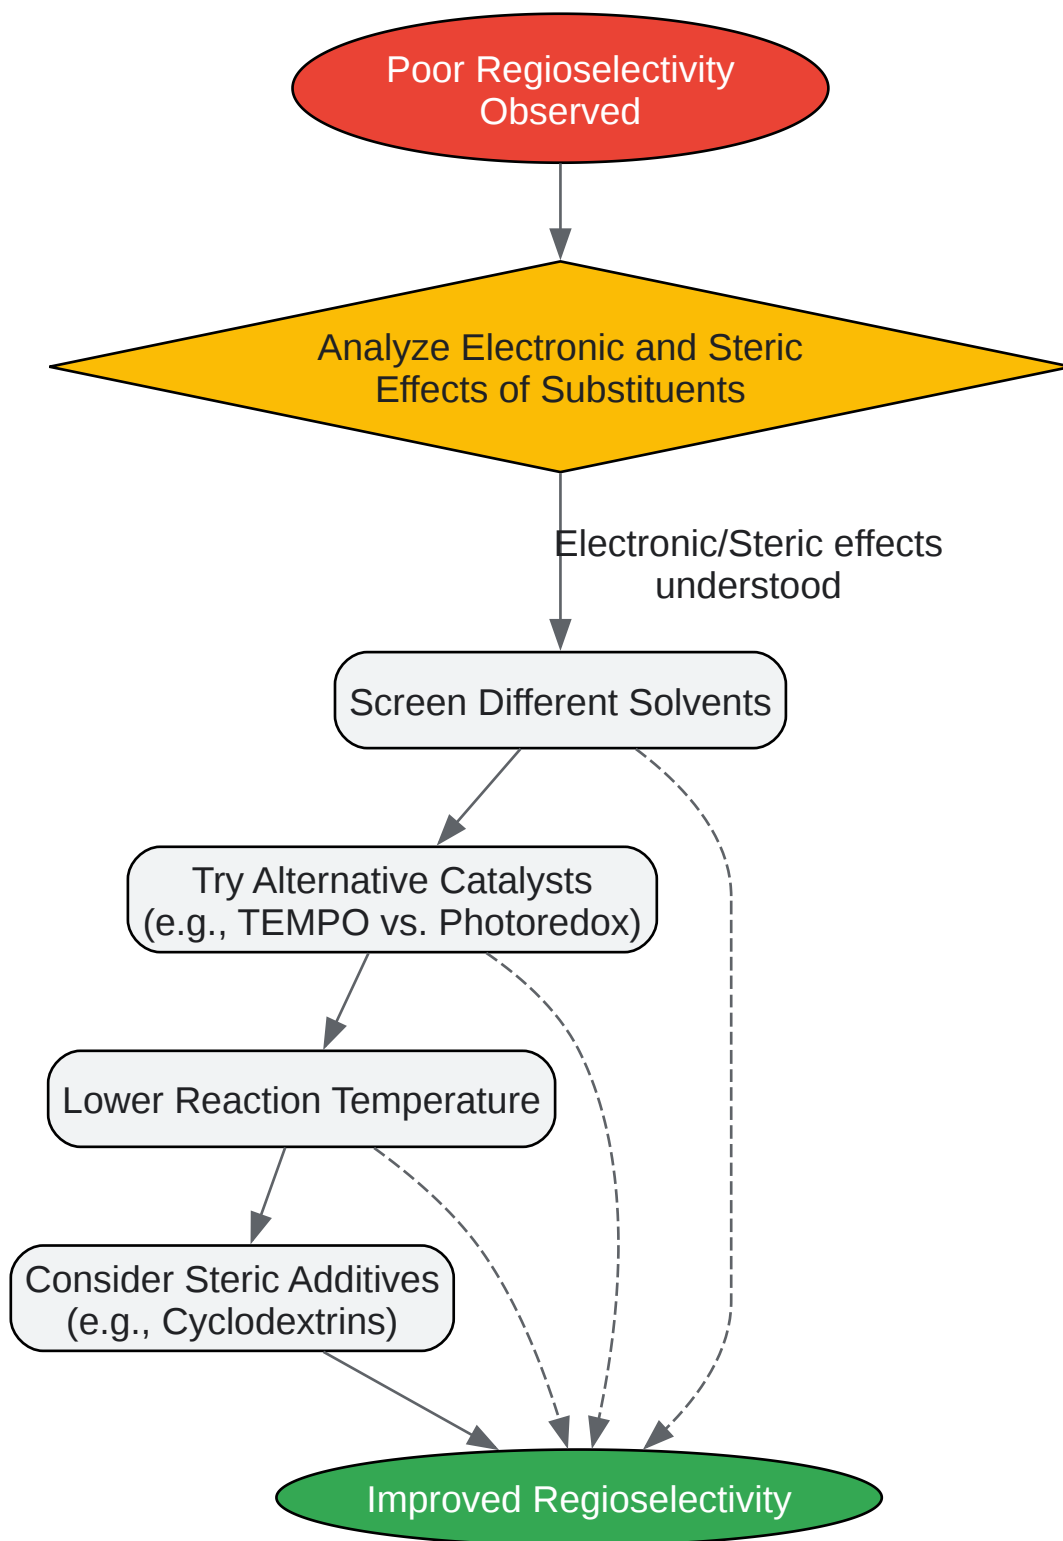 Poor Regioselectivity
Observed
Analyze Electronic and Steric
Effects of Substituents
Electronic/Steric effects
understood
Screen Different Solvents
Try Alternative Catalysts
(e.g., TEMPO vs. Photoredox)
Lower Reaction Temperature
Consider Steric Additives
(e.g., Cyclodextrins)
Improved Regioselectivity